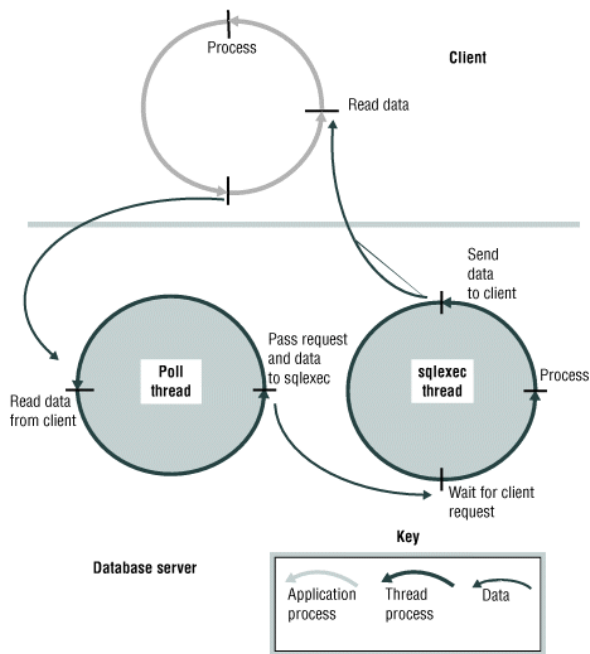 Process
Client
Read data
Send
data
to client
Pass request
and data
to sqlexec
Poll
thread
sqlexec
thread
Process
Read data
from client
Wait for client
request
Key
Database server
Application
process
Thread
process
Data